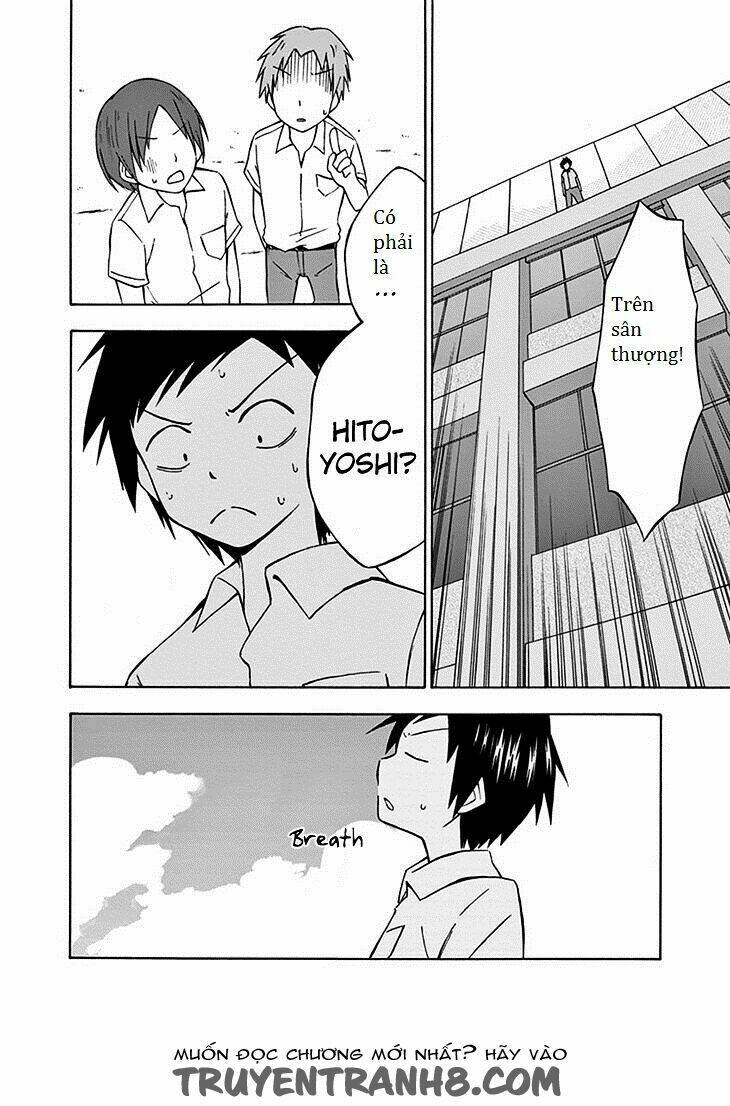 Trên
sân
thượng!
Có
phải
là
...
HITO-
YOSHI?
Breath
MUỐN ĐỌC CHƯƠNG MỚI NHẤT? HÃY VÀO
TRUYENTRANH8.COM